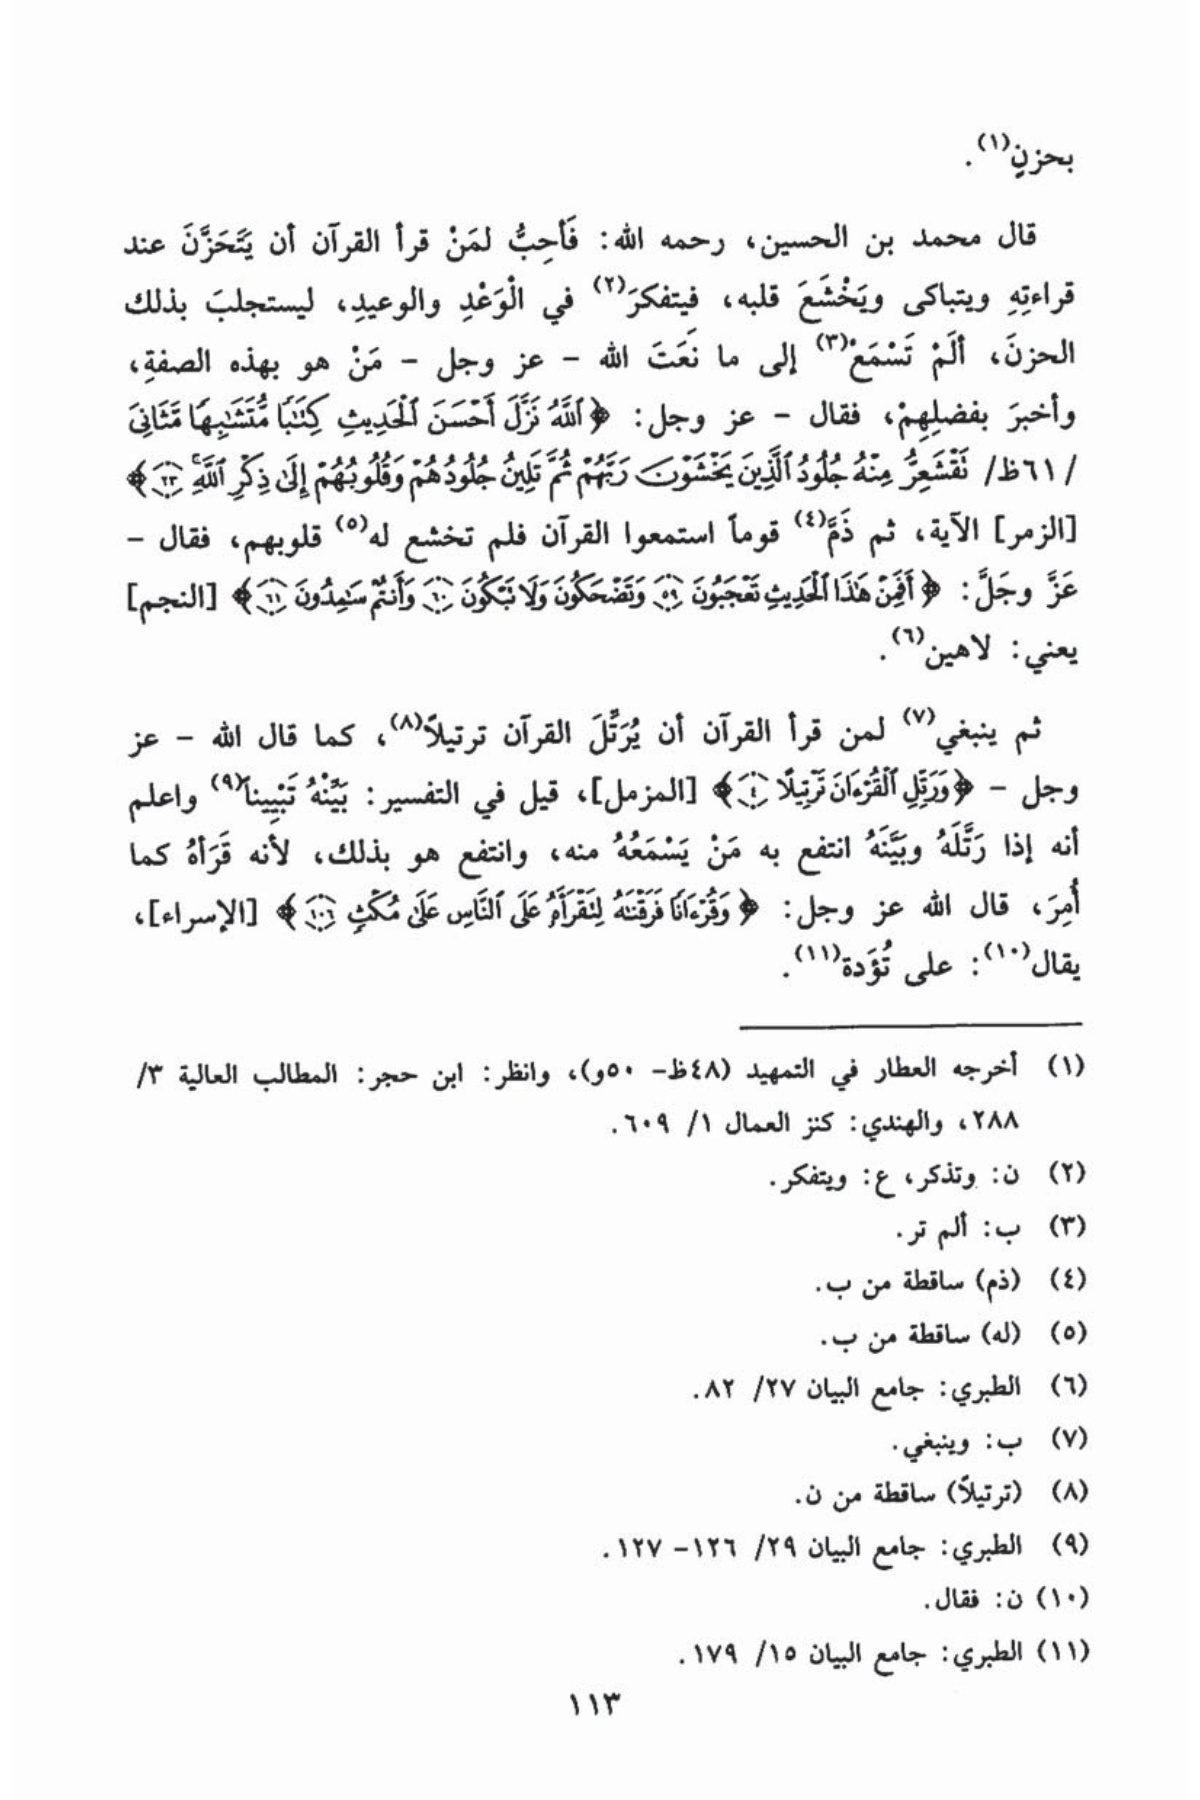 بحزنٍ(١).
قال محمد بن الحسين، رحمه الله: فَأحِبُّ لمَنْ قرأ القرآن أن يَتَحَزَّنَ عند
قراءتِهِ ويتباكى ويَخْشَعَ قلبه، فيتفكرَ(٢) في الْوَعْدِ والوعيدِ، ليستجلبَ بذلك
الحزنَ، ألَمْ تَسْمَعْ(٣) إلى ما نَعَتَ الله – عز وجل – مَنْ هو بهذه الصفةِ،
وأخبرَ بفضلِهِمْ، فقال – عز وجل: ﴿ ٱللَّهُ نَزَّلَ أَحْسَنَ ٱلْحَدِيثِ كِتَٰبًا مُّتَشَٰبِهًا مَّثَانِىَ
/٦١ظ/ تَقْشَعِرُّ مِنْهُ جُلُودُ ٱلَّذِينَ يَخْشَوْنَ رَبَّهُمْ ثُمَّ تَلِينُ جُلُودُهُمْ وَقُلُوبُهُمْ إِلَىٰ ذِكْرِ ٱللَّهِ ۚ ٢٣ ﴾
[الزمر] الآية، ثم ذَمَّ(٤) قوماً استمعوا القرآن فلم تخشع له(٥) قلوبهم، فقال –
عَزَّ وجَلَّ: ﴿ أَفَمِنْ هَٰذَا ٱلْحَدِيثِ تَعْجَبُونَ ٥٩ وَتَضْحَكُونَ وَلَا تَبْكُونَ ٦٠ وَأَنتُمْ سَٰمِدُونَ ٦١ ﴾ [النجم]
يعني: لاهين(٦).
ثم ينبغي(٧) لمن قرأ القرآن أن يُرَتِّلَ القرآن ترتيلاً(٨)، كما قال الله – عز
وجل – ﴿ وَرَتِّلِ ٱلْقُرْءَانَ تَرْتِيلًا ٤ ﴾ [المزمل]، قيل في التفسير: بَيِّنْهُ تَبْيِيناً(٩) واعلم
أنه إذا رَتَّلَهُ وبَيَّنَهُ انتفع به مَنْ يَسْمَعُهُ منه، وانتفع هو بذلك، لأنه قَرَأهُ كما
أُمِرَ، قال الله عز وجل: ﴿ وَقُرْءَانًا فَرَقْنَٰهُ لِتَقْرَأَهُۥ عَلَى ٱلنَّاسِ عَلَىٰ مُكْثٍ ١٠٦ ﴾ [الإسراء]،
يقال(١٠): على تُؤَدة(١١).
(١) أخرجه العطار في التمهيد (٤٨ظ– ٥٠و)، وانظر: ابن حجر: المطالب العالية ٣/
٢٨٨، والهندي: كنز العمال ١/ ٦٠٩.
(٢) ن: وتذكر، ع: ويتفكر.
(٣) ب: ألم تر.
(٤) (ذم) ساقطة من ب.
(٥) (له) ساقطة من ب.
(٦) الطبري: جامع البيان ٢٧/ ٨٢.
(٧) ب: وينبغي.
(٨) (ترتيلاً) ساقطة من ن.
(٩) الطبري: جامع البيان ٢٩/ ١٢٦– ١٢٧.
(١٠) ن: فقال.
(١١) الطبري: جامع البيان ١٥/ ١٧٩.
١١٣